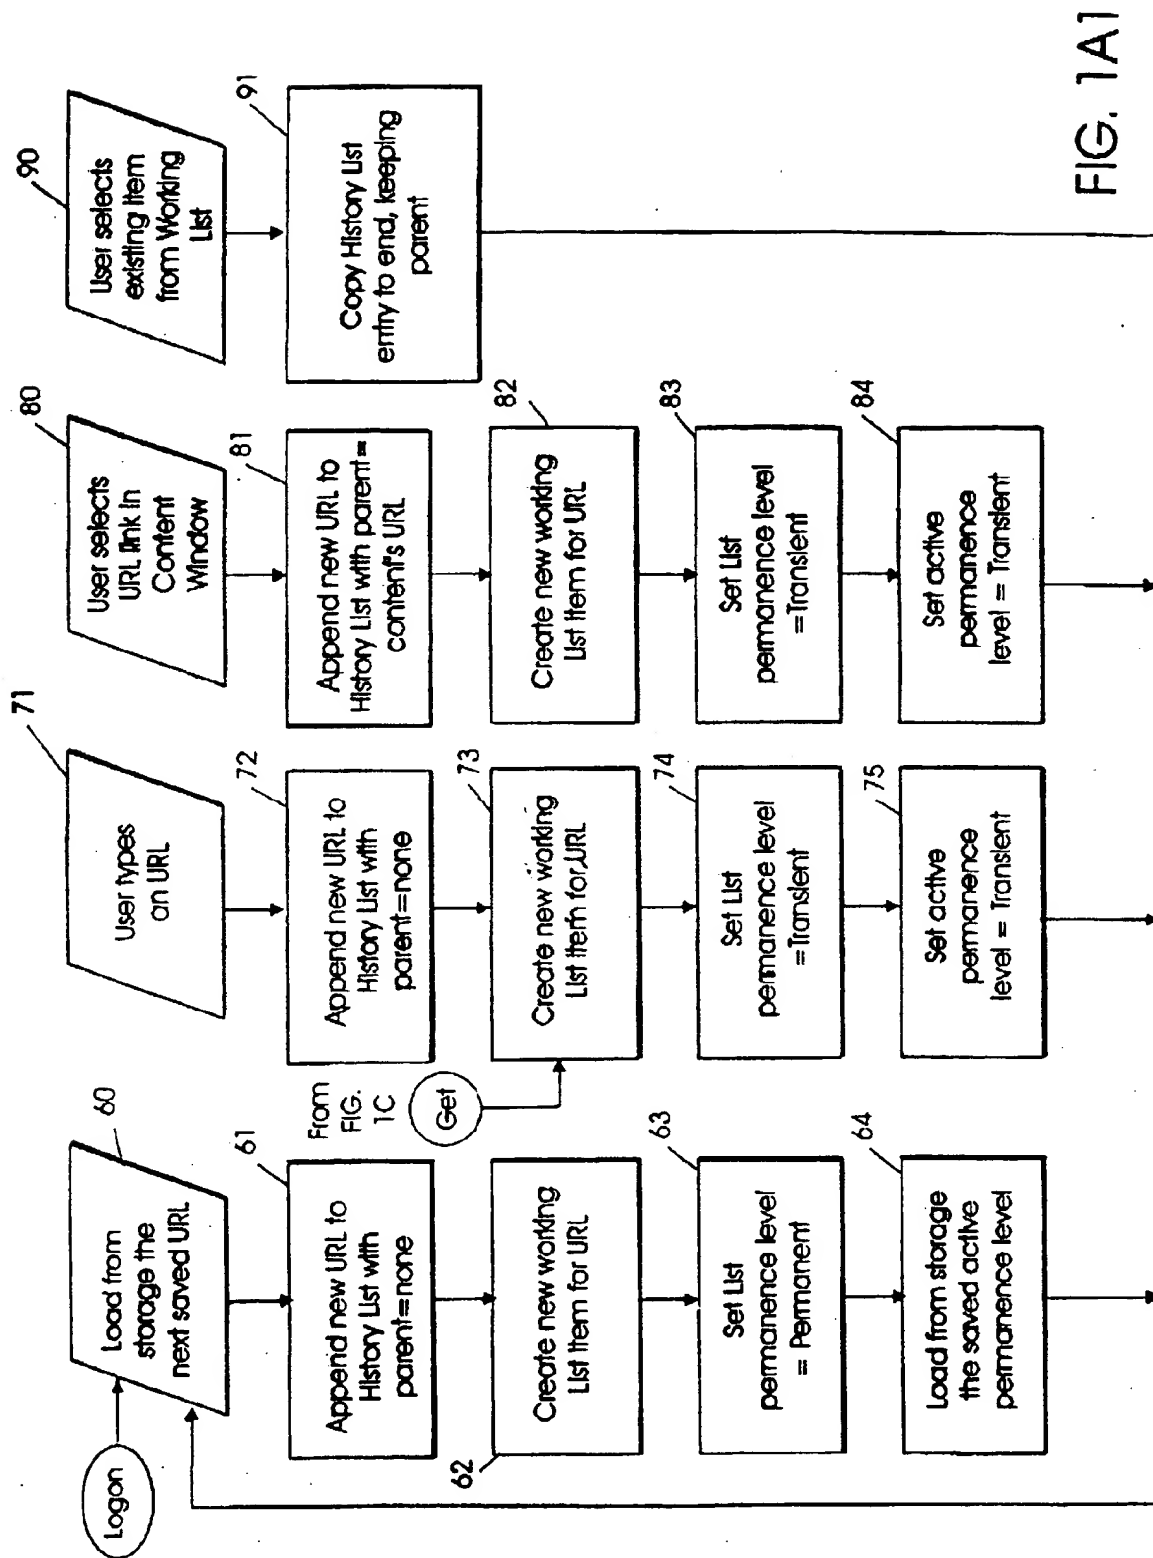 Logon
Load from
storage the
next saved URL
60
Append new URL to
History List with
parent=none
61
Create new working
List Item for URL
62
Set List
permanence level
= Permanent
63
Load from storage
the saved active
permanence level
64
User types
an URL
71
Append new URL to
History List with
parent=none
72
From
FIG.
1C
Get
Create new working
List Item for URL
73
Set List
permanence level
=Transient
74
Set active
permanence
level = Transient
75
User selects
URL link in
Content
Window
80
Append new URL to
History List with parent=
content's URL
81
Create new working
List Item for URL
82
Set List
permanence level
=Transient
83
Set active
permanence
level = Transient
84
User selects
existing item
from Working
List
90
Copy History List
entry to end, keeping
parent
91
FIG. 1A1